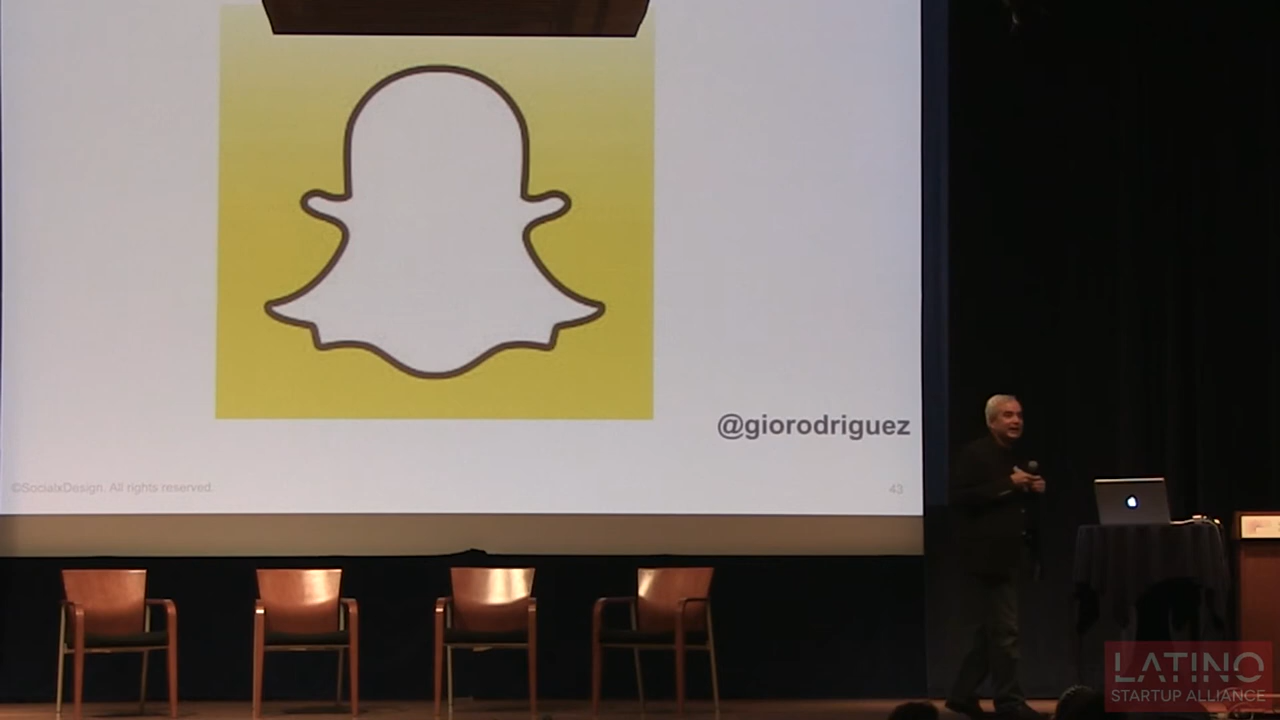 @giorodriguez
©SocialxDesign. All rights reserved.
43
LATINO
STARTUP ALLIANCE